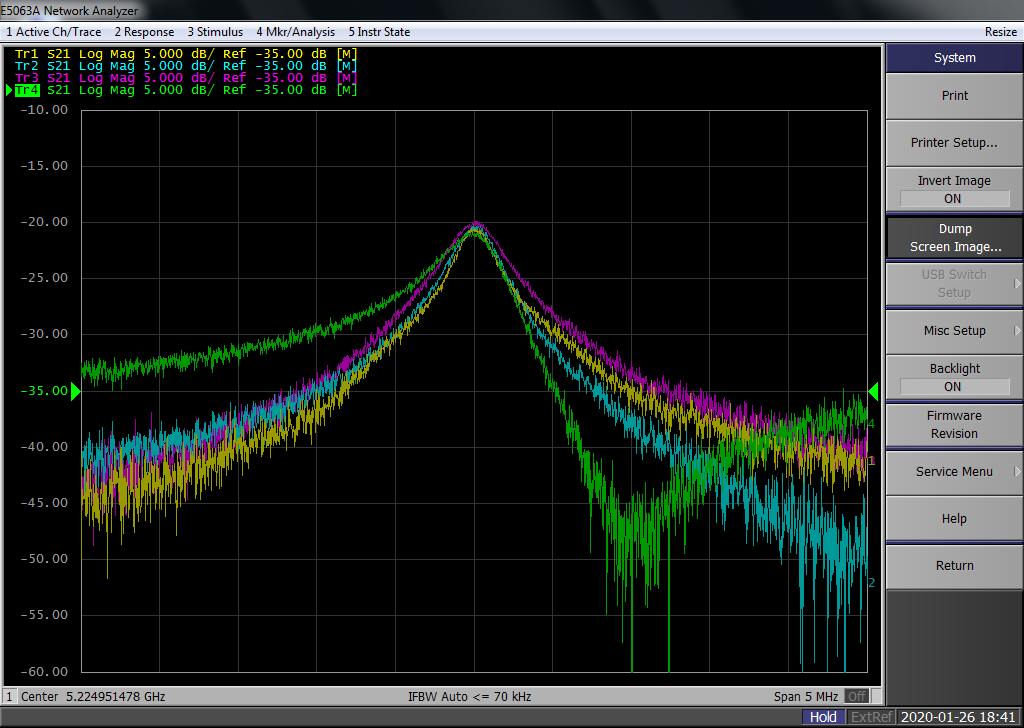 E5063A Network Analyzer
1 Active Ch/Trace 2 Response 3 Stimulus 4 Mkr/Analysis 5 Instr State Resize
Tr1 S21 Log Mag 5.000 dB/ Ref -35.00 dB [M]
Tr2 S21 Log Mag 5.000 dB/ Ref -35.00 dB [M]
Tr3 S21 Log Mag 5.000 dB/ Ref -35.00 dB [M]
Tr4 S21 Log Mag 5.000 dB/ Ref -35.00 dB [M]
-10.00
-15.00
-20.00
-25.00
-30.00
-35.00
-40.00
-45.00
-50.00
-55.00
-60.00
4
1
2
System
Print
Printer Setup...
Invert Image
ON
Dump
Screen Image...
USB Switch
Setup
Misc Setup
Backlight
ON
Firmware
Revision
Service Menu
Help
Return
1 Center 5.224951478 GHz IFBW Auto <= 70 kHz Span 5 MHz Off
Hold ExtRef 2020-01-26 18:41